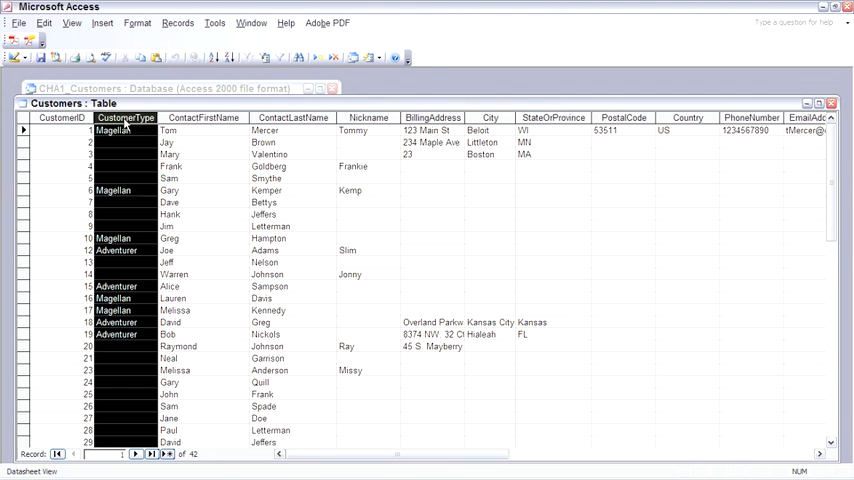 Microsoft Access
File Edit View Insert Format Records Tools Window Help Adobe PDF
Type a question for help
CHA1_Customers : Database (Access 2000 file format)
Customers : Table
CustomerID CustomerType ContactFirstName ContactLastName Nickname BillingAddress City StateOrProvince PostalCode Country PhoneNumber EmailAdd
1 Magellan Tom Mercer Tommy 123 Main St Beloit WI 53511 US 1234567890 tMercer@
2 Jay Brown 234 Maple Ave Littleton MN
3 Mary Valentino 23 Boston MA
4 Frank Goldberg Frankie
5 Sam Smythe
6 Magellan Gary Kemper Kemp
7 Dave Bettys
8 Hank Jeffers
9 Jim Letterman
10 Magellan Greg Hampton
12 Adventurer Joe Adams Slim
13 Jeff Nelson
14 Warren Johnson Jonny
15 Adventurer Alice Sampson
16 Magellan Lauren Davis
17 Magellan Melissa Kennedy
18 Adventurer David Greg Overland Parkw Kansas City Kansas
19 Adventurer Bob Nickols 8374 NW. 32 Ct Hialeah FL
20 Raymond Johnson Ray 45 S. Mayberry
21 Neal Garnson
23 Melissa Anderson Missy
24 Gary Quill
25 John Frank
26 Sam Spade
27 Jane Doe
28 Paul Letterman
29 David Jeffers
Record: 1 of 42
Datasheet View NUM